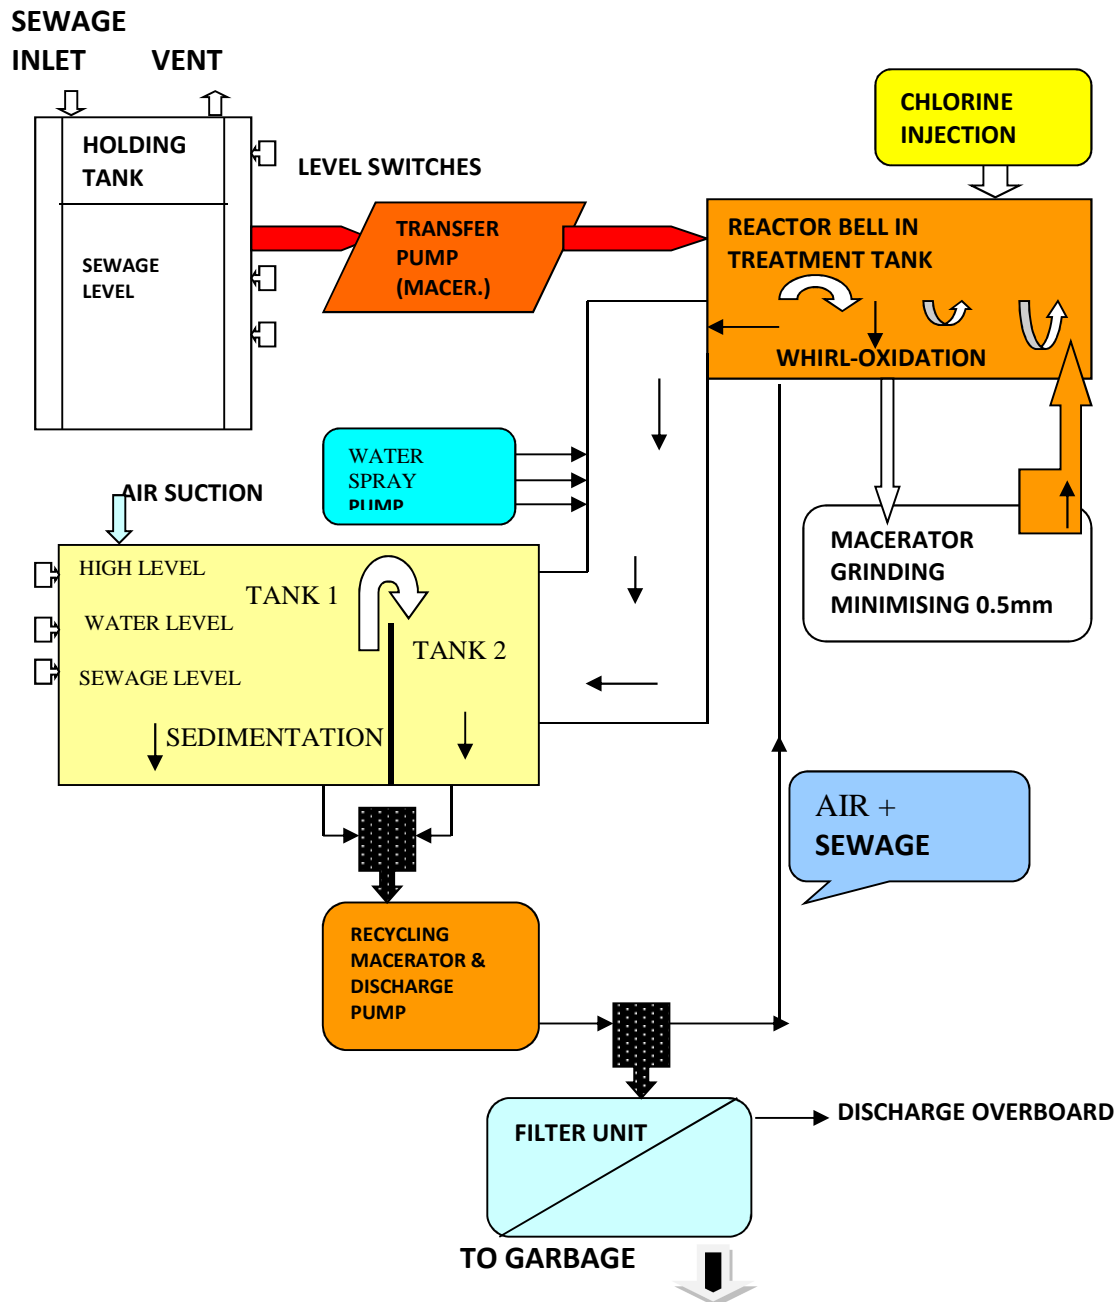 SEWAGE
INLET VENT
HOLDING
TANK
SEWAGE
LEVEL
LEVEL SWITCHES
TRANSFER
PUMP
(MACER.)
CHLORINE
INJECTION
REACTOR BELL IN
TREATMENT TANK
WHIRL-OXIDATION
WATER
SPRAY
PUMP
MACERATOR
GRINDING
MINIMISING 0.5mm
AIR SUCTION
HIGH LEVEL
TANK 1
WATER LEVEL
TANK 2
SEWAGE LEVEL
SEDIMENTATION
AIR +
SEWAGE
RECYCLING
MACERATOR &
DISCHARGE
PUMP
FILTER UNIT
DISCHARGE OVERBOARD
TO GARBAGE